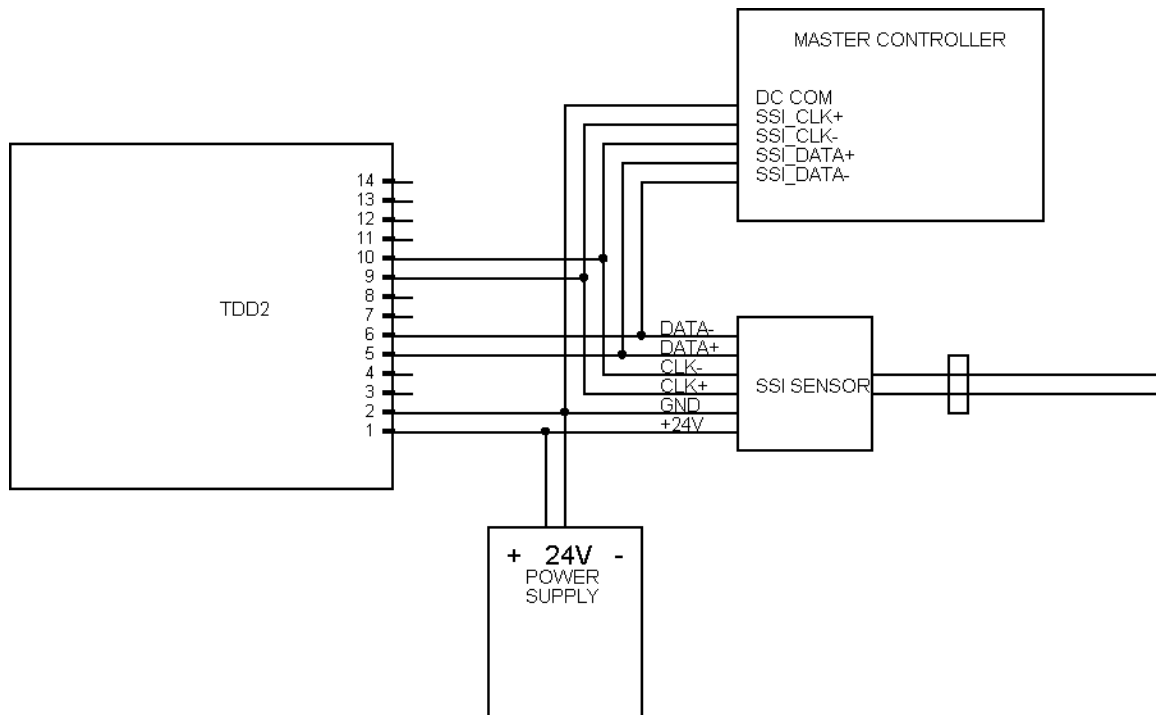 MASTER CONTROLLER
DC COM
SSI_CLK+
SSI_CLK-
SSI_DATA+
SSI_DATA-
14
13
12
11
10
9
8
7
6
5
4
3
2
1
TDD2
DATA-
DATA+
CLK-
CLK+
GND
+24V
SSI SENSOR
+ 24V -
POWER
SUPPLY